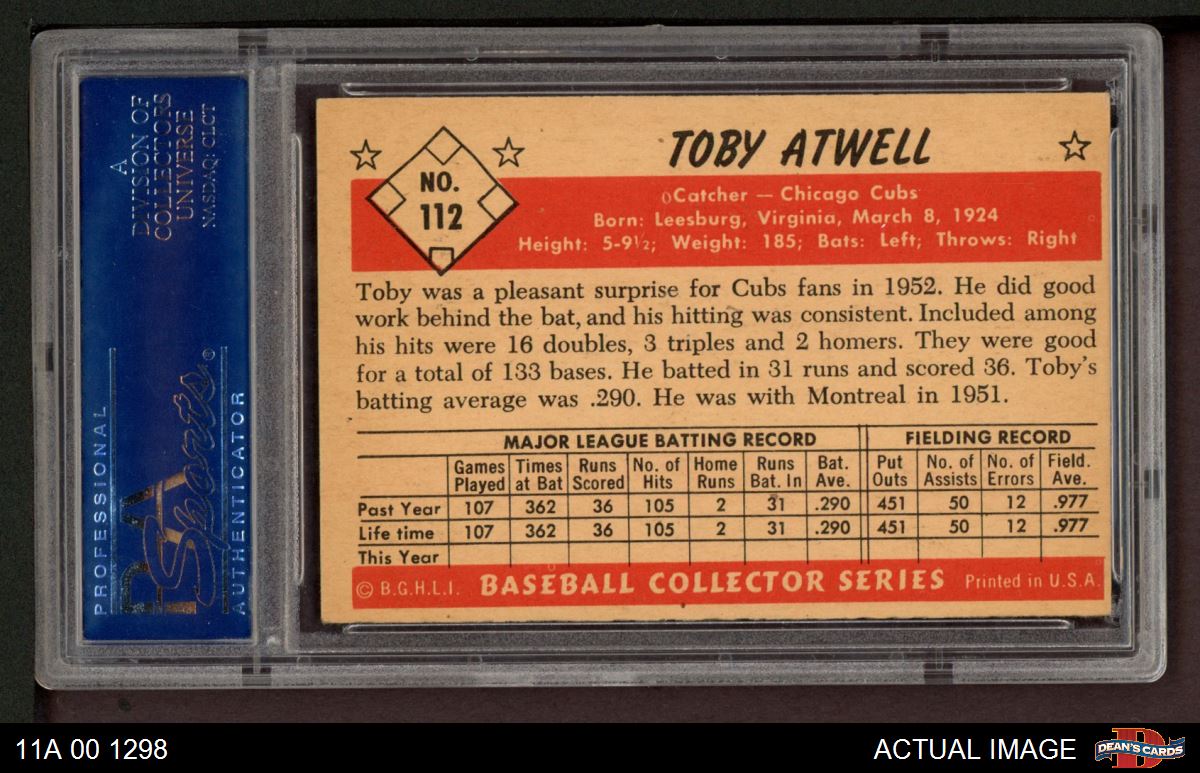 A
DIVISION OF
COLLECTORS
UNIVERSE
NASDAQ: CLCT
PROFESSIONAL
PSA
Sports®
AUTHENTICATOR
NO.
112
TOBY ATWELL
Catcher — Chicago Cubs
Born: Leesburg, Virginia, March 8, 1924
Height: 5-9½; Weight: 185; Bats: Left; Throws: Right
Toby was a pleasant surprise for Cubs fans in 1952. He did good
work behind the bat, and his hitting was consistent. Included among
his hits were 16 doubles, 3 triples and 2 homers. They were good
for a total of 133 bases. He batted in 31 runs and scored 36. Toby's
batting average was .290. He was with Montreal in 1951.
MAJOR LEAGUE BATTING RECORD FIELDING RECORD
Games Times Runs No. of Home Runs Bat. Put No. of No. of Field.
Played at Bat Scored Hits Runs Bat. In Ave. Outs Assists Errors Ave.
Past Year 107 362 36 105 2 31 .290 451 50 12 .977
Life time 107 362 36 105 2 31 .290 451 50 12 .977
This Year
© B.G.H.L.I. BASEBALL COLLECTOR SERIES Printed in U.S.A.
11A 00 1298 ACTUAL IMAGE DEAN'S CARDS